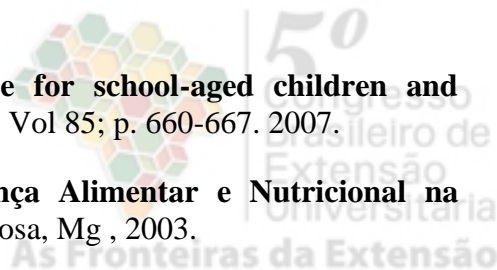 5º
e for school-aged children and
Congresso
Vol 85; p. 660-667. 2007.
Brasileiro de
Extensão
nça Alimentar e Nutricional na
Universitária
osa, Mg , 2003.
As Fronteiras da Extensão